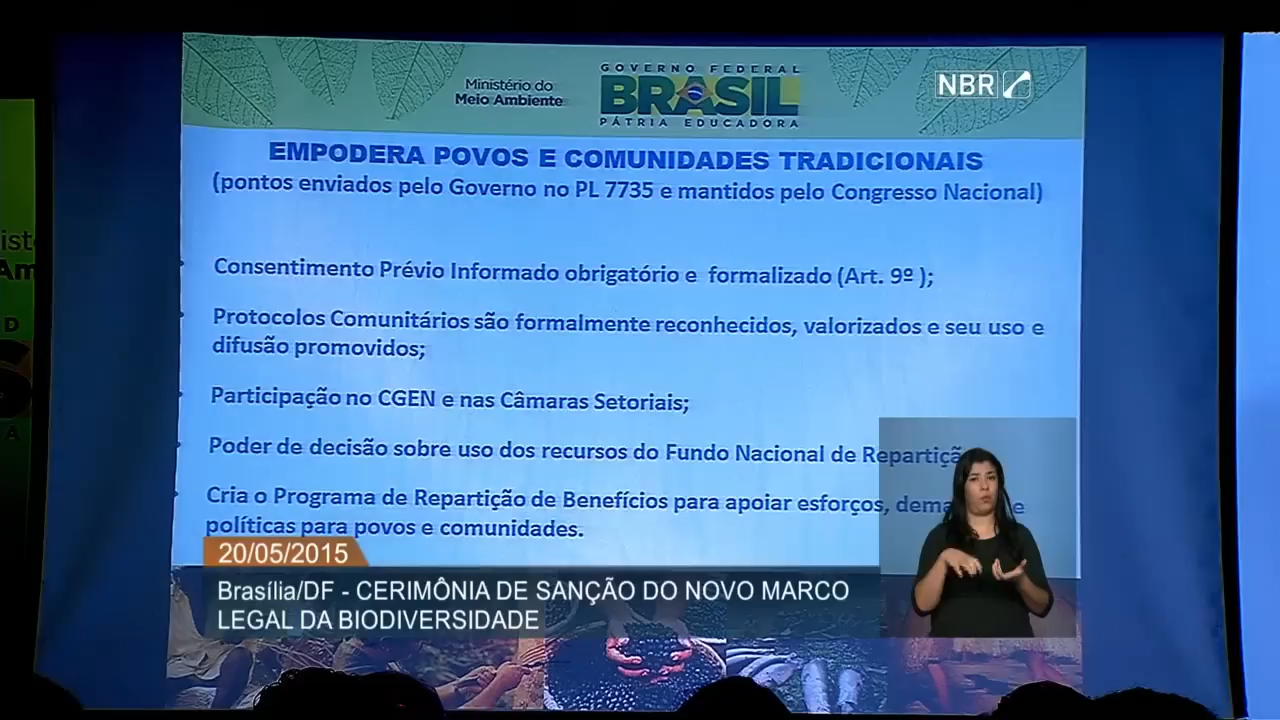 GOVERNO FEDERAL
Ministério do
Meio Ambiente
BRASIL
PÁTRIA EDUCADORA
NBR
EMPODERA POVOS E COMUNIDADES TRADICIONAIS
(pontos enviados pelo Governo no PL 7735 e mantidos pelo Congresso Nacional)
Consentimento Prévio Informado obrigatório e formalizado (Art. 9º );
Protocolos Comunitários são formalmente reconhecidos, valorizados e seu uso e
difusão promovidos;
Participação no CGEN e nas Câmaras Setoriais;
Poder de decisão sobre uso dos recursos do Fundo Nacional de
Cria o Programa de Repartição de Benefícios para apoiar esforços, e
políticas para povos e comunidades.
20/05/2015
Brasília/DF - CERIMÔNIA DE SANÇÃO DO NOVO MARCO
LEGAL DA BIODIVERSIDADE